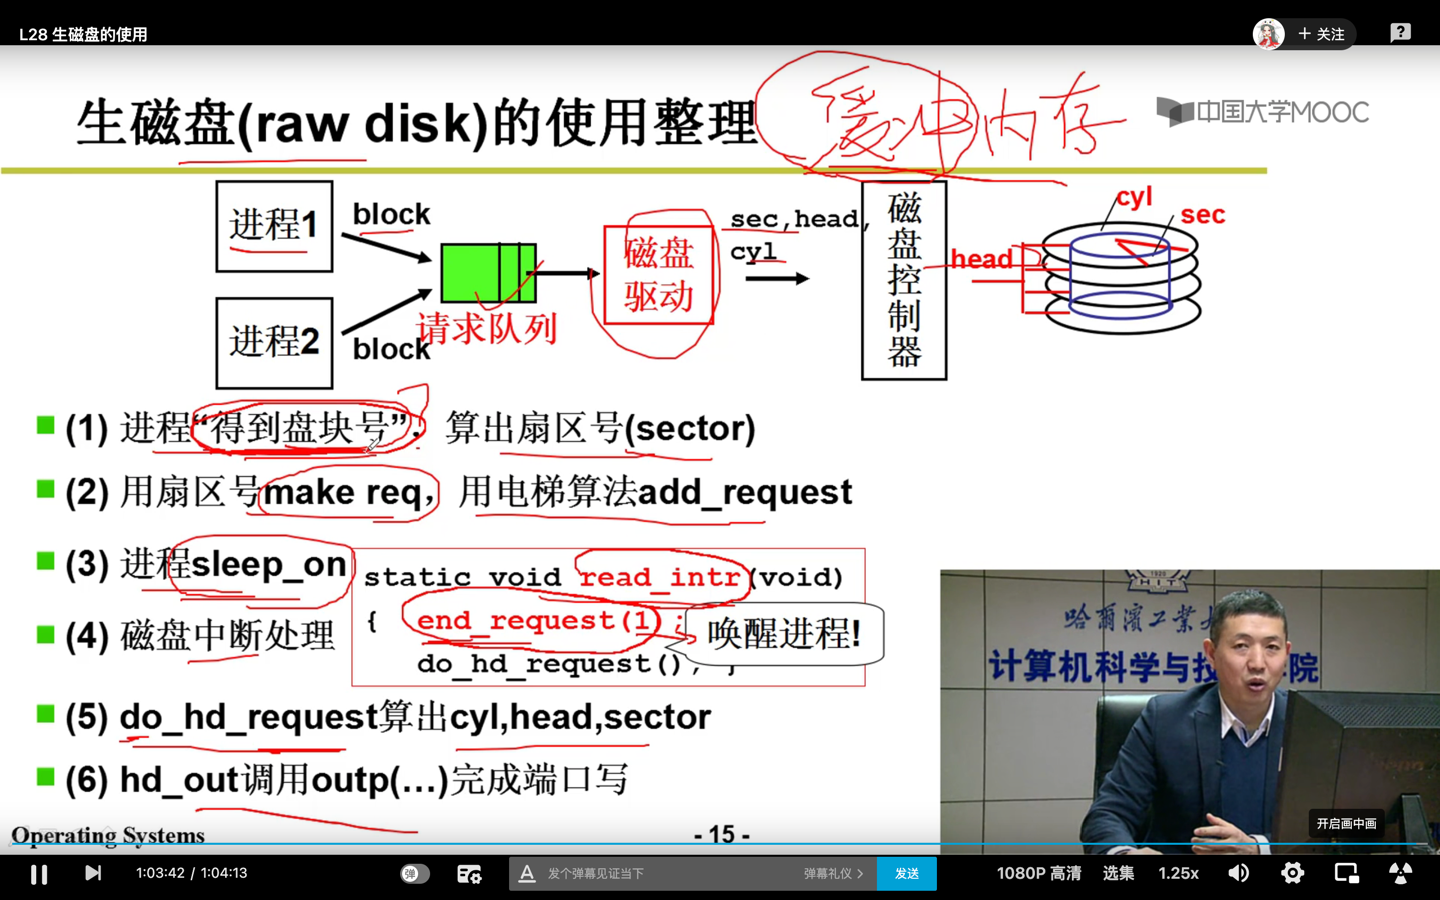 L28 生磁盘的使用
+ 关注
生磁盘(raw disk)的使用整理
缓冲内存
中国大学MOOC
进程1
block
进程2
block
请求队列
磁盘
驱动
sec,head,
cyl
磁盘控制器
cyl
sec
head
(1) 进程“得到盘块号”，算出扇区号(sector)
(2) 用扇区号make req，用电梯算法add_request
(3) 进程sleep_on
(4) 磁盘中断处理
static void read_intr(void)
{ end_request(1);
do_hd_request(); }
唤醒进程!
(5) do_hd_request算出cyl,head,sector
(6) hd_out调用outp(…)完成端口写
Operating Systems
- 15 -
HIT
哈尔滨工业大
计算机科学与技 学院
开启画中画
1:03:42 / 1:04:13
弹
A 发个弹幕见证当下
弹幕礼仪 >
发送
1080P 高清
选集
1.25x